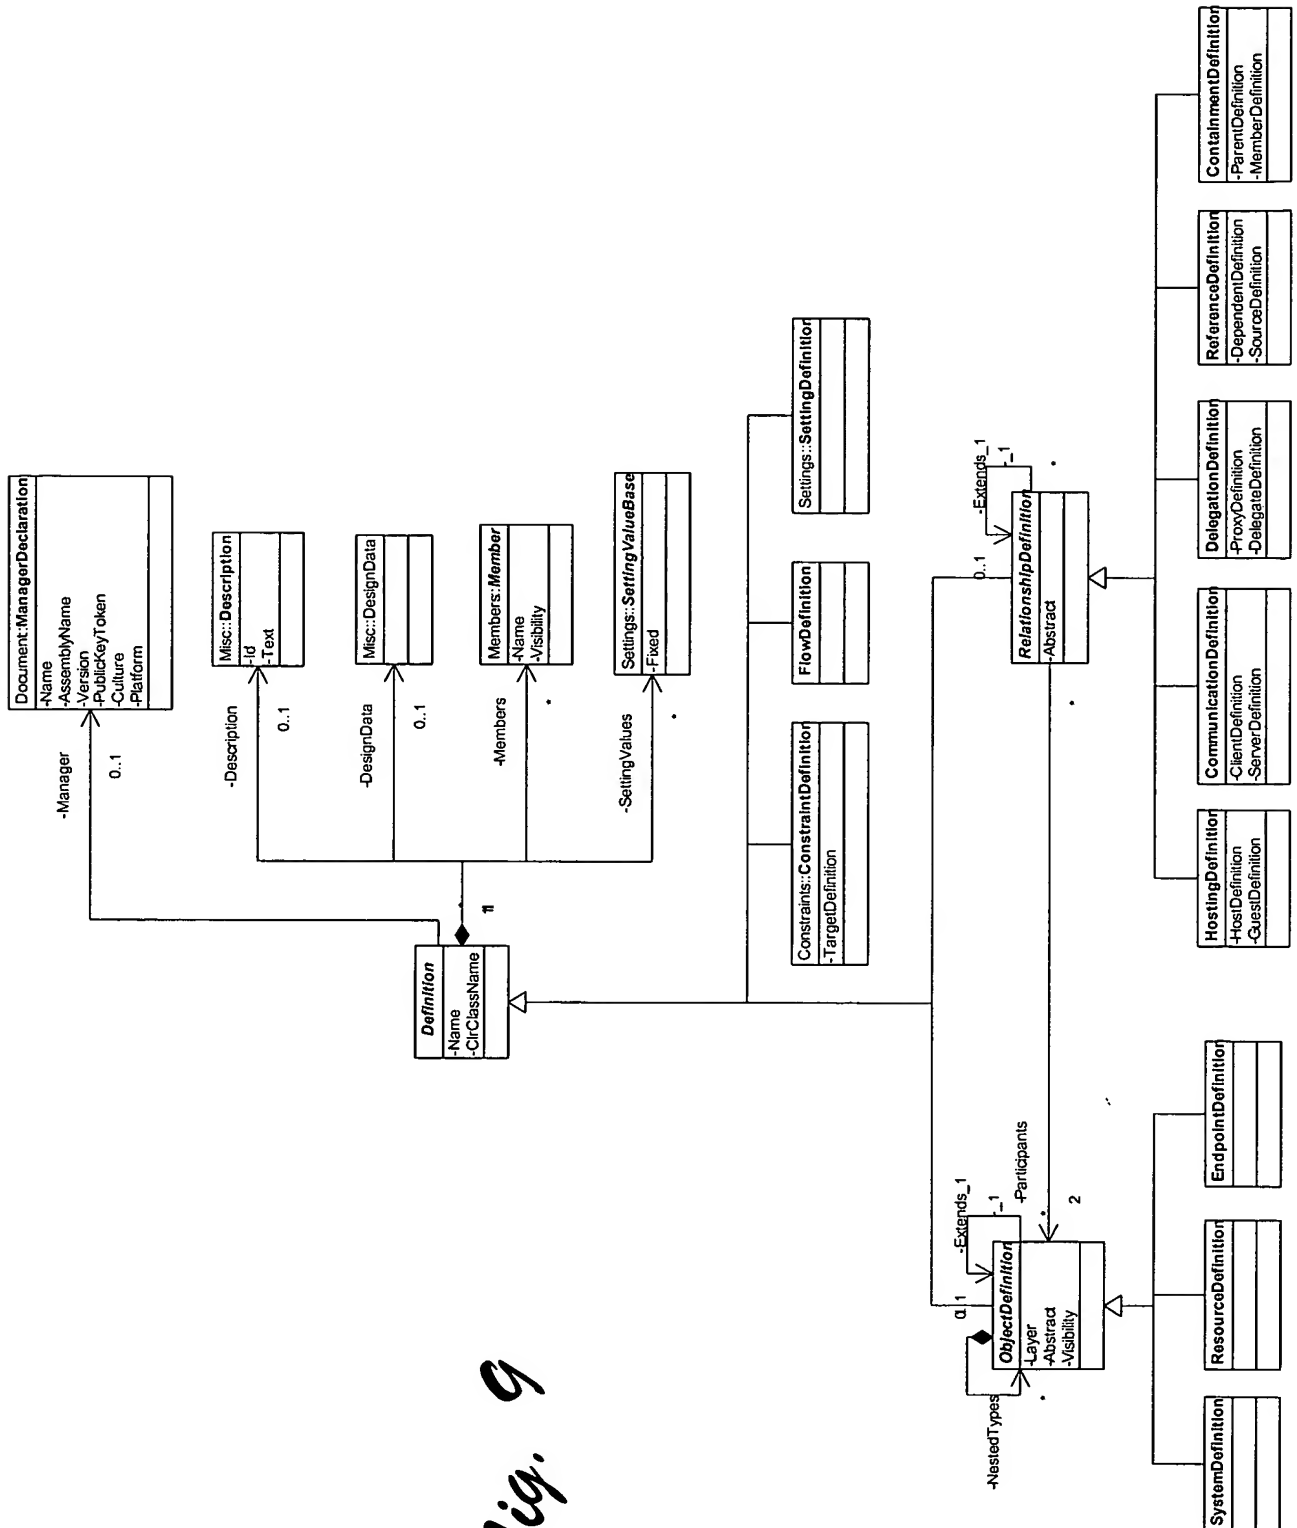 Document:ManagerDeclaration
-Name
-AssemblyName
-Version
-PublicKeyToken
-Culture
-Platform
-Manager
0..1
Misc::Description
-Id
-Text
-Description
0..1
Misc::DesignData
-DesignData
0..1
Members::Member
-Name
-Visibility
-Members
*
Settings::SettingValueBase
-Fixed
-SettingValues
*
Definition
-Name
-ClrClassName
Constraints::ConstraintDefinition
-TargetDefinition
FlowDefinition
Settings::SettingDefinition
ObjectDefinition
-Layer
-Abstract
-Visibility
-NestedTypes
*
0..1
-Extends_1
-Participants
*
2
RelationshipDefinition
-Abstract
0..1
-Extends_1
*
*
SystemDefinition
ResourceDefinition
EndpointDefinition
HostingDefinition
-HostDefinition
-GuestDefinition
CommunicationDefinition
-ClientDefinition
-ServerDefinition
DelegationDefinition
-ProxyDefinition
-DelegateDefinition
ReferenceDefinition
-DependentDefinition
-SourceDefinition
ContainmentDefinition
-ParentDefinition
-MemberDefinition
Fig. 9